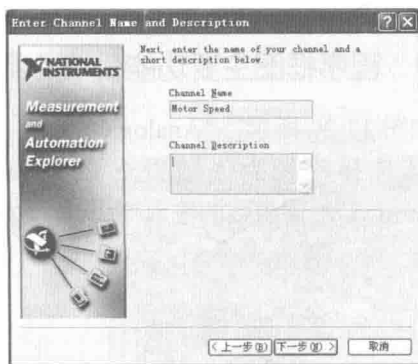 Enter Channel Name and Description
Next, enter the name of your channel and a
short description below.
NATIONAL
INSTRUMENTS
Channel Name
Motor Speed
Measurement
and
Automation
Explorer
Channel Description
<上一步(B)
下一步(N)>
取消